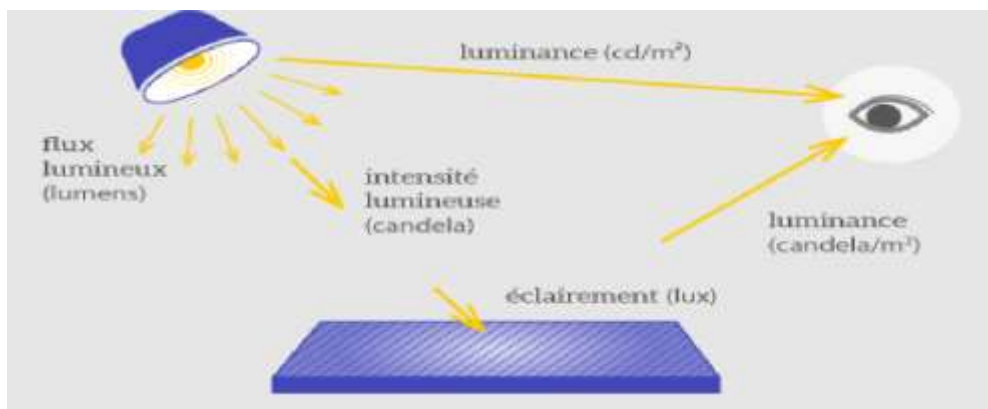 luminance (cd/m²)
flux
lumineux
(lumens)
intensité
lumineuse
(candela)
luminance
(candela/m²)
éclairement (lux)